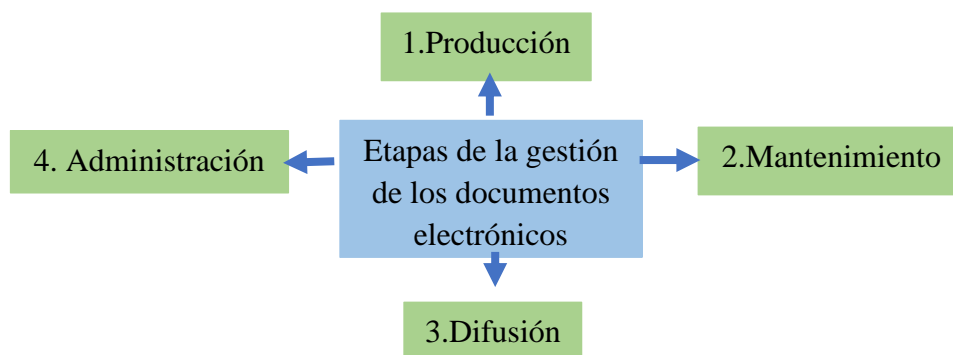 1.Producción
4. Administración
Etapas de la gestión
de los documentos
electrónicos
2.Mantenimiento
3.Difusión